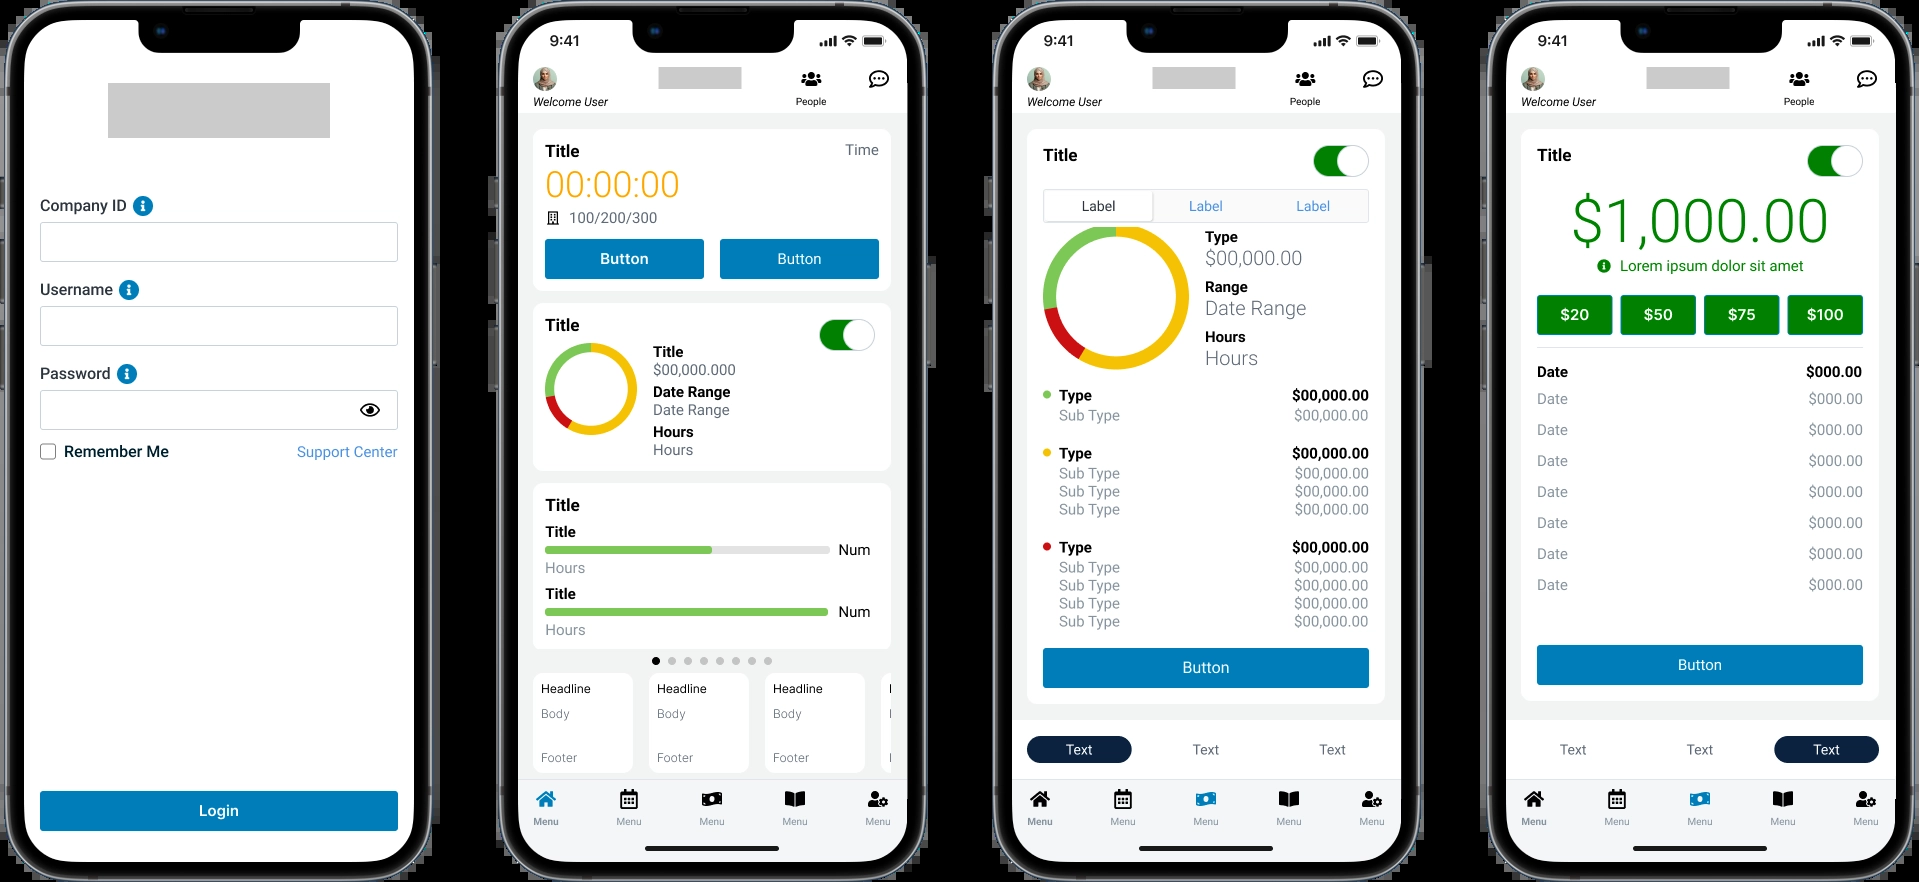 Company ID
Username
Password
Remember Me Support Center
Login
9:41
Welcome User People
Title Time
00:00:00
100/200/300
Button Button
Title
Title
$00,000.000
Date Range
Date Range
Hours
Hours
Title
Title
Num
Hours
Title
Num
Hours
Headline Headline Headline
Body Body Body
Footer Footer Footer
Menu Menu Menu Menu Menu
9:41
Welcome User People
Title
Label Label Label
Type
$00,000.00
Range
Date Range
Hours
Hours
Type $00,000.00
Sub Type $00,000.00
Type $00,000.00
Sub Type $00,000.00
Sub Type $00,000.00
Sub Type $00,000.00
Type $00,000.00
Sub Type $00,000.00
Sub Type $00,000.00
Sub Type $00,000.00
Sub Type $00,000.00
Button
Text Text Text
Menu Menu Menu Menu Menu
9:41
Welcome User People
Title
$1,000.00
Lorem ipsum dolor sit amet
$20 $50 $75 $100
Date $000.00
Date $000.00
Date $000.00
Date $000.00
Date $000.00
Date $000.00
Date $000.00
Date $000.00
Button
Text Text Text
Menu Menu Menu Menu Menu